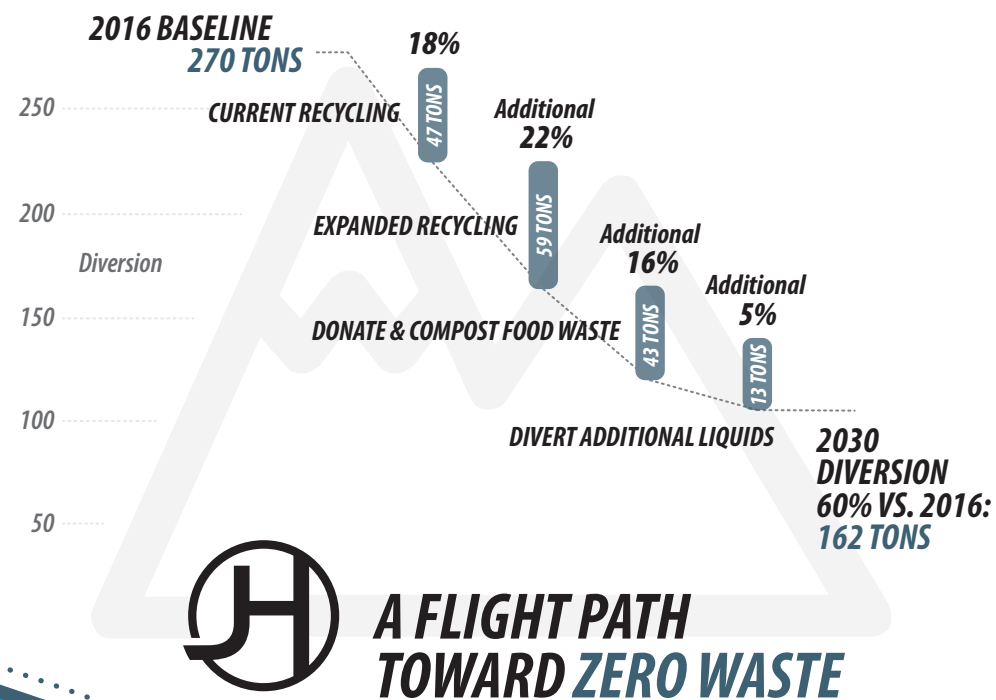 2016 BASELINE
270 TONS
18%
47 TONS
CURRENT RECYCLING
Additional
22%
59 TONS
EXPANDED RECYCLING
Additional
16%
43 TONS
DONATE & COMPOST FOOD WASTE
Additional
5%
13 TONS
DIVERT ADDITIONAL LIQUIDS
250
200
Diversion
150
100
50
2030
DIVERSION
60% VS. 2016:
162 TONS
JH
A FLIGHT PATH
TOWARD ZERO WASTE